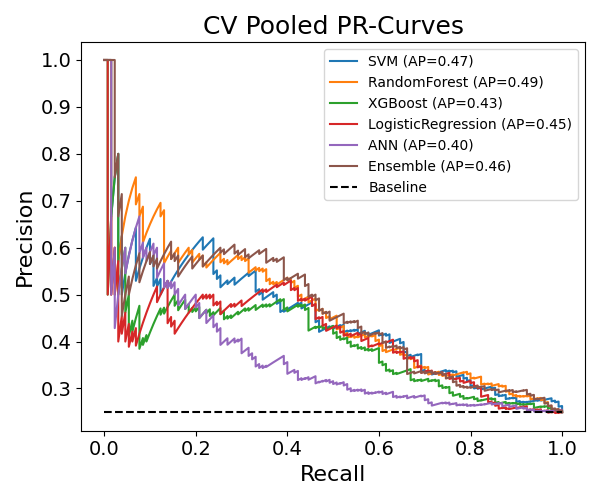 CV Pooled PR-Curves
SVM (AP=0.47)
RandomForest (AP=0.49)
XGBoost (AP=0.43)
LogisticRegression (AP=0.45)
ANN (AP=0.40)
Ensemble (AP=0.46)
Baseline
Precision
1.0
0.9
0.8
0.7
0.6
0.5
0.4
0.3
0.0 0.2 0.4 0.6 0.8 1.0
Recall